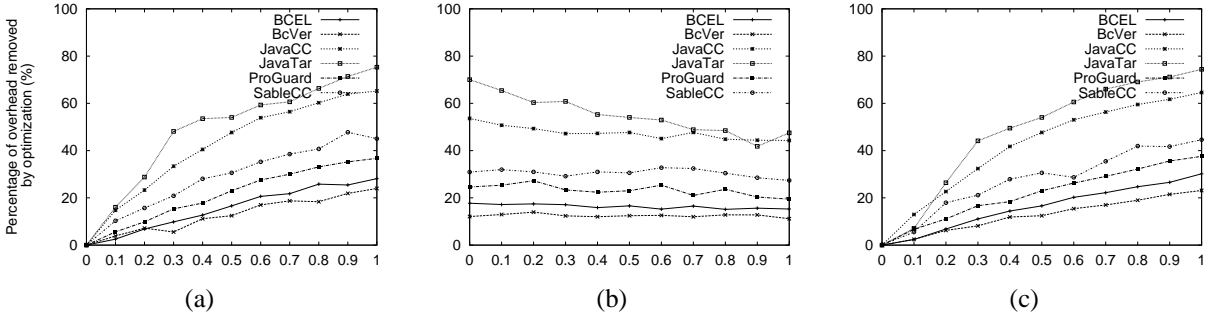 Percentage of overhead removed
by optimization (%)
100
80
60
40
20
0
0 0.1 0.2 0.3 0.4 0.5 0.6 0.7 0.8 0.9 1
BCEL
BcVer
JavaCC
JavaTar
ProGuard
SableCC
(a)
100
80
60
40
20
0
0 0.1 0.2 0.3 0.4 0.5 0.6 0.7 0.8 0.9 1
BCEL
BcVer
JavaCC
JavaTar
ProGuard
SableCC
(b)
100
80
60
40
20
0
0 0.1 0.2 0.3 0.4 0.5 0.6 0.7 0.8 0.9 1
BCEL
BcVer
JavaCC
JavaTar
ProGuard
SableCC
(c)